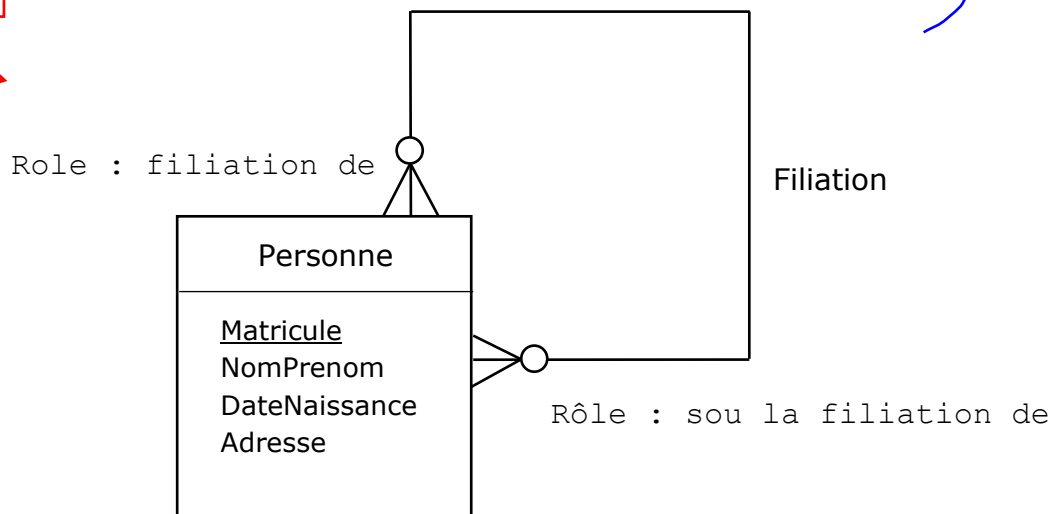 Role : filiation de
Filiation
Personne
Matricule
NomPrenom
DateNaissance
Adresse
Rôle : sou la filiation de